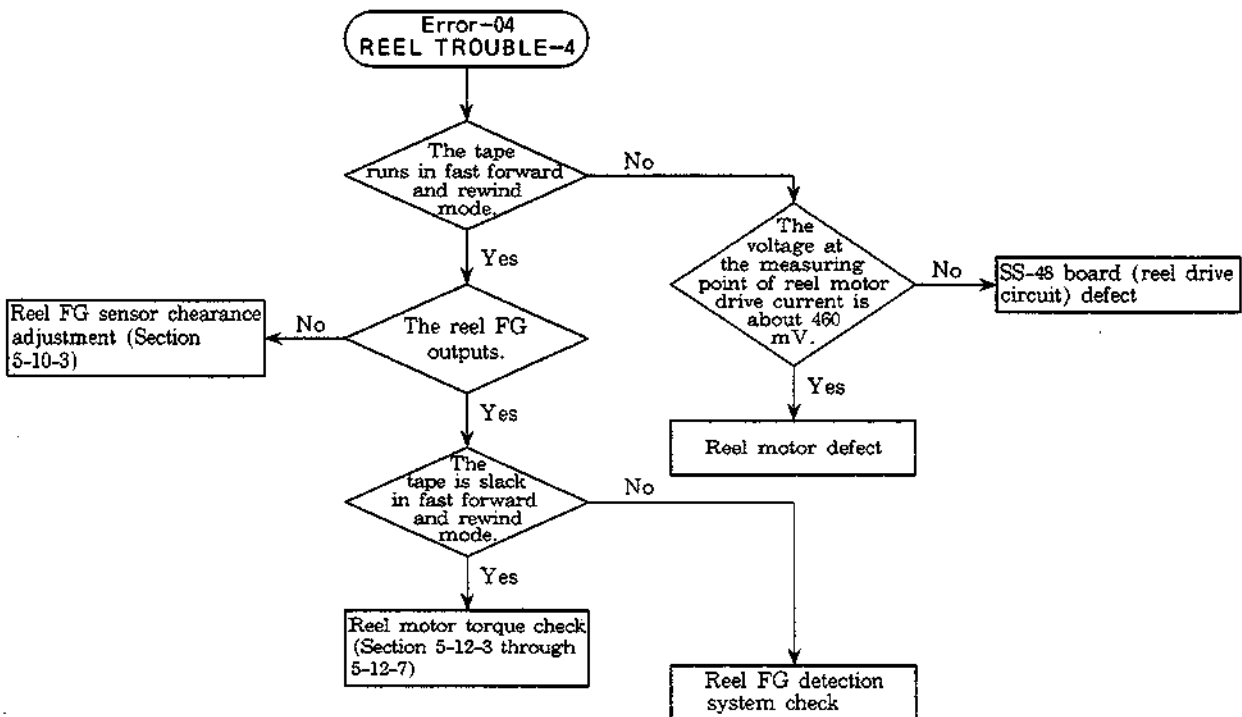 Error-04
REEL TROUBLE-4
The tape
runs in fast forward
and rewind
mode.
No
Yes
The
voltage at
the measuring
point of reel motor
drive current is
about 460
mV.
No
SS-48 board (reel drive
circuit) defect
Yes
Reel motor defect
The reel FG
outputs.
No
Reel FG sensor chearance
adjustment (Section
5-10-3)
Yes
The
tape is slack
in fast forward
and rewind
mode.
No
Yes
Reel motor torque check
(Section 5-12-3 through
5-12-7)
Reel FG detection
system check